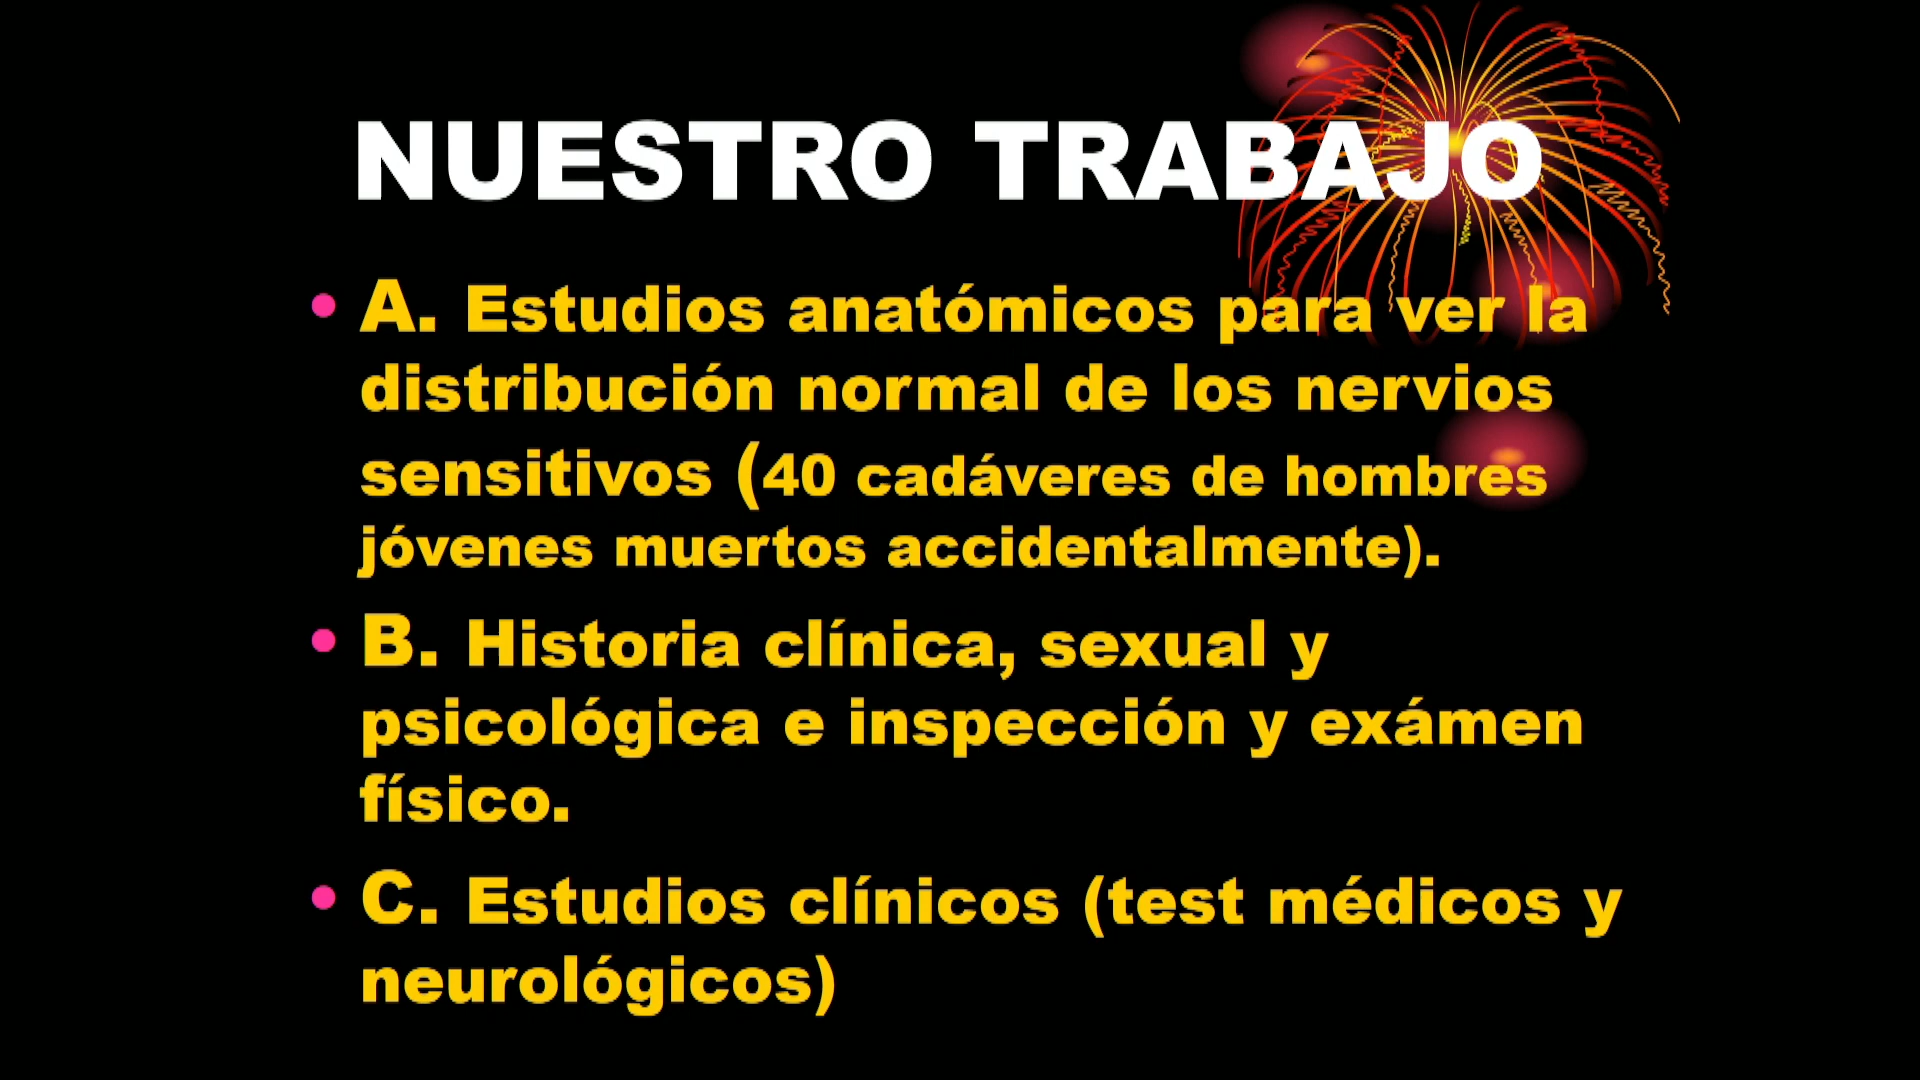 NUESTRO TRABAJO
• A. Estudios anatómicos para ver la
distribución normal de los nervios
sensitivos (40 cadáveres de hombres
jóvenes muertos accidentalmente).
• B. Historia clínica, sexual y
psicológica e inspección y exámen
físico.
• C. Estudios clínicos (test médicos y
neurológicos)